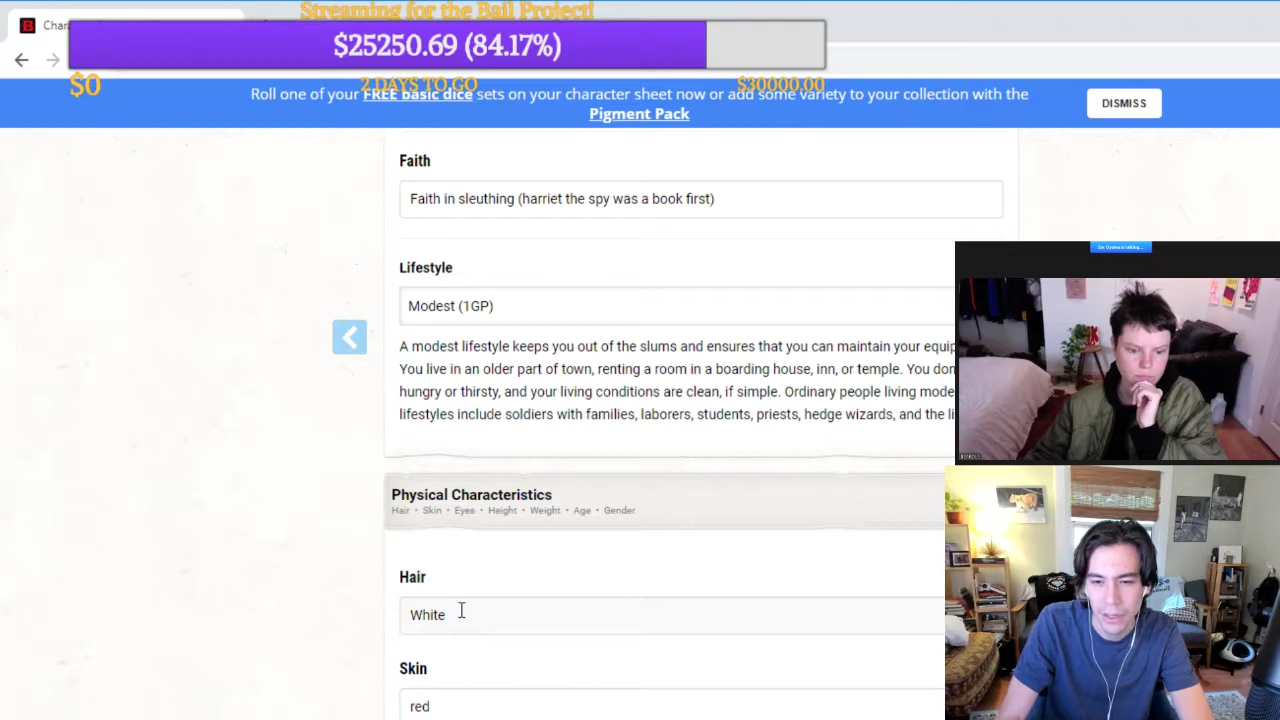 Streaming for the Bail Project!
Char
$25250.69 (84.17%)
$0
2 DAYS TO GO
$30000.00
Roll one of your FREE basic dice sets on your character sheet now or add some variety to your collection with the
Pigment Pack
DISMISS
Faith
Faith in sleuthing (harriet the spy was a book first)
Lifestyle
Modest (1GP)
A modest lifestyle keeps you out of the slums and ensures that you can maintain your equip
You live in an older part of town, renting a room in a boarding house, inn, or temple. You don
hungry or thirsty, and your living conditions are clean, if simple. Ordinary people living mode
lifestyles include soldiers with families, laborers, students, priests, hedge wizards, and the li
Physical Characteristics
Hair • Skin • Eyes • Height • Weight • Age • Gender
Hair
White
Skin
red